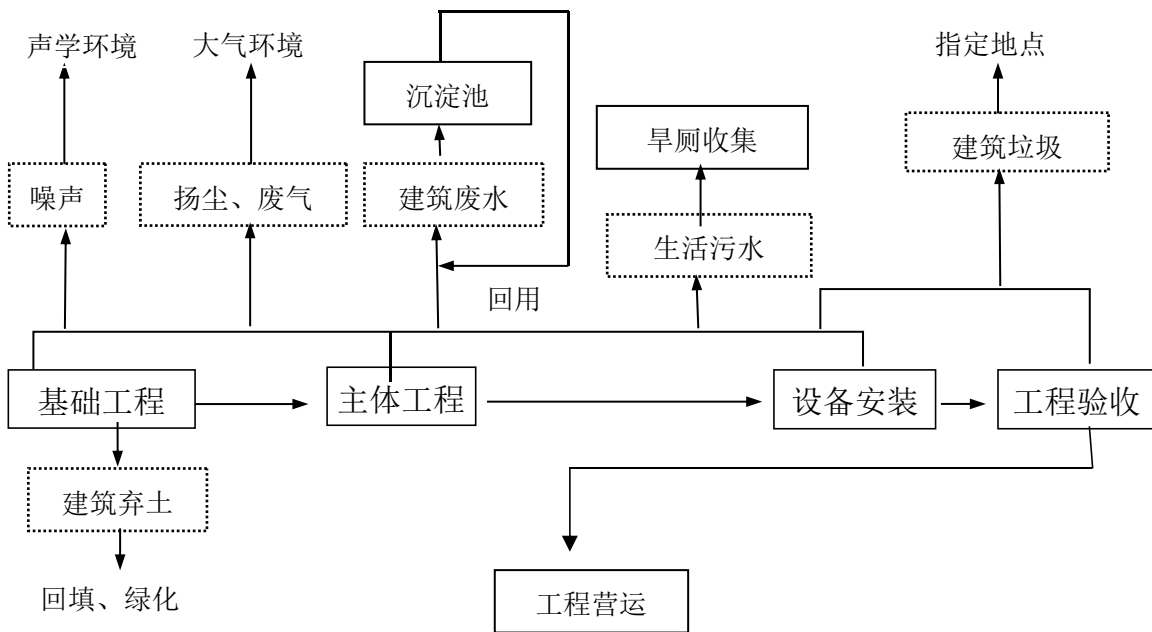 声学环境
大气环境
指定地点
沉淀池
旱厕收集
建筑垃圾
噪声
扬尘、废气
建筑废水
生活污水
回用
基础工程
主体工程
设备安装
工程验收
建筑弃土
回填、绿化
工程营运